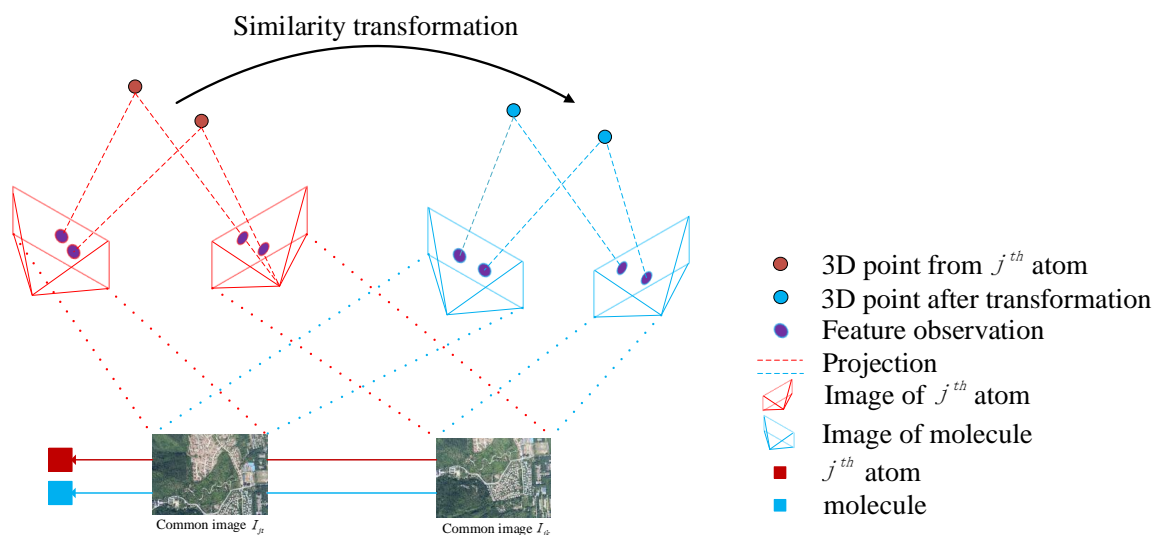 Similarity transformation
3D point from j th atom
3D point after transformation
Feature observation
Projection
Image of j th atom
Image of molecule
j th atom
molecule
Common image I
Common image I